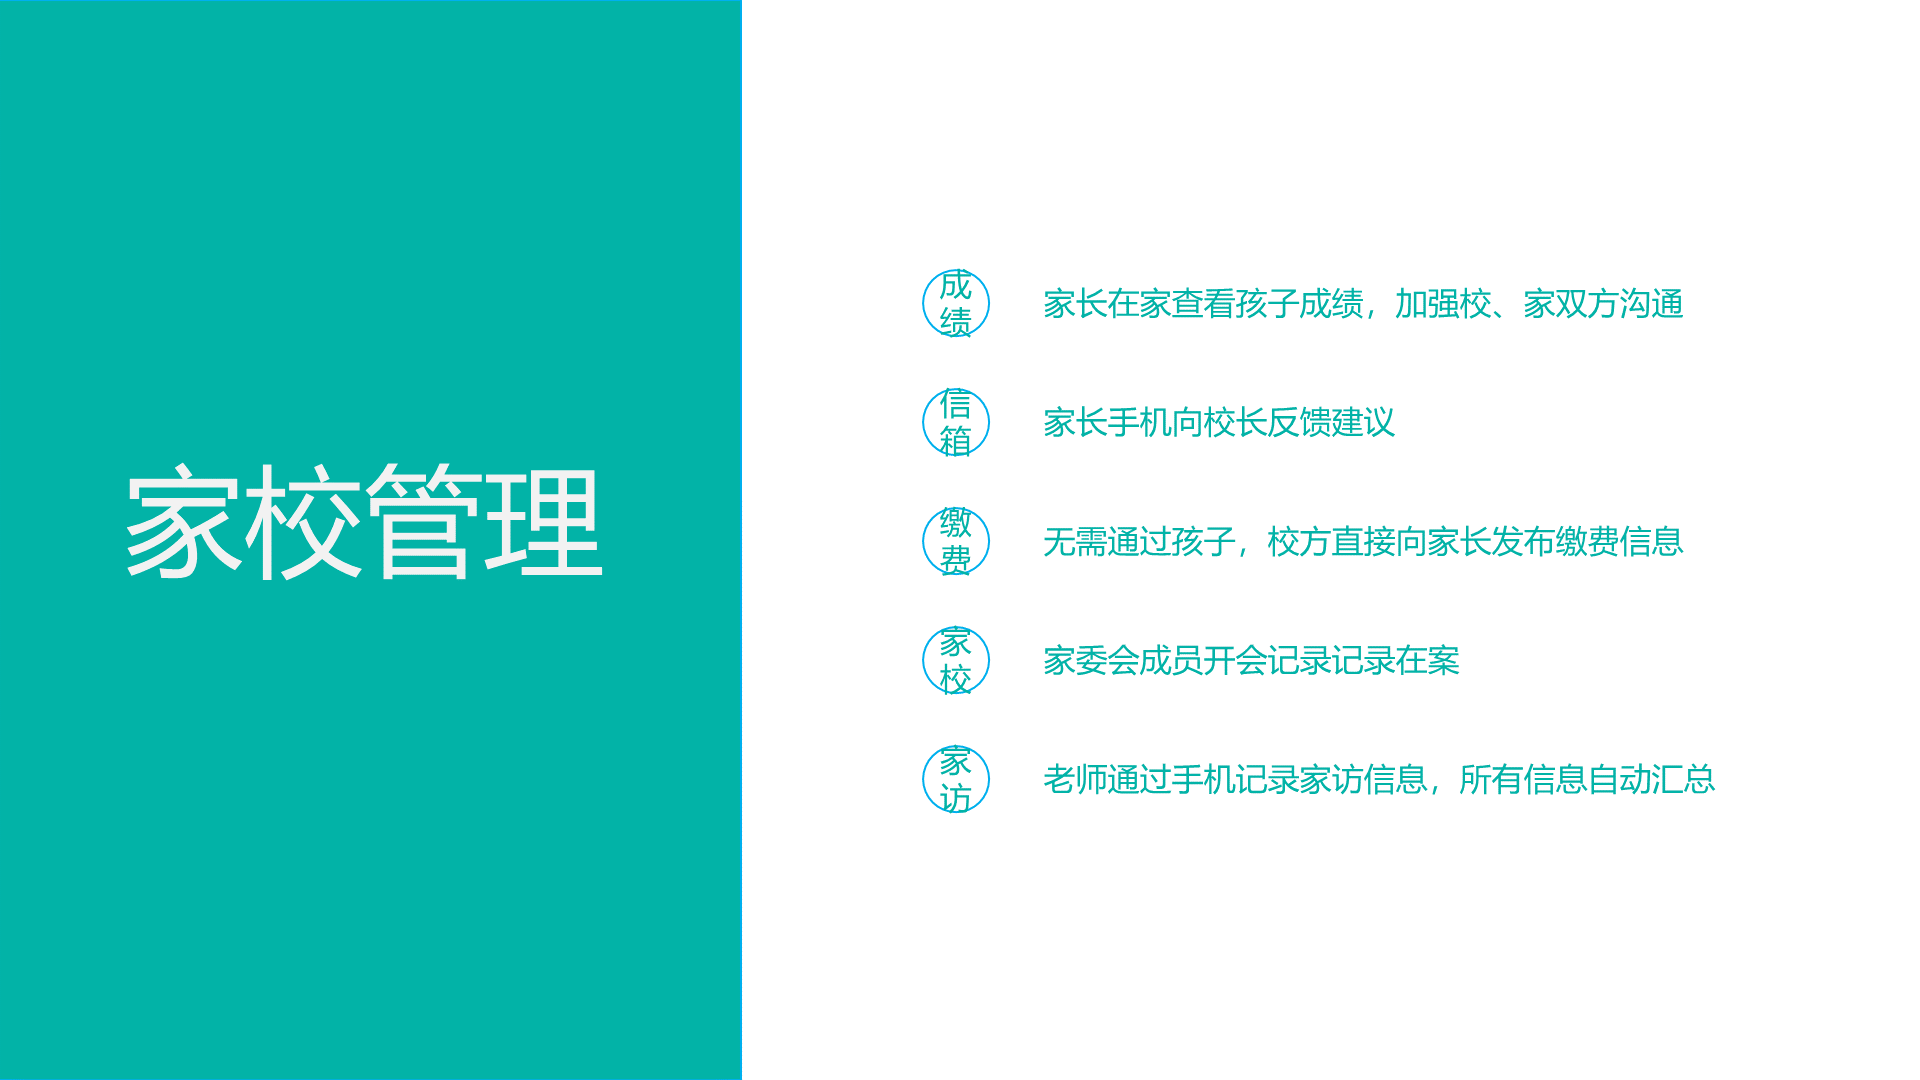 家校管理
成绩
家长在家查看孩子成绩，加强校、家双方沟通
信箱
家长手机向校长反馈建议
缴费
无需通过孩子，校方直接向家长发布缴费信息
家校
家委会成员开会记录记录在案
家访
老师通过手机记录家访信息，所有信息自动汇总